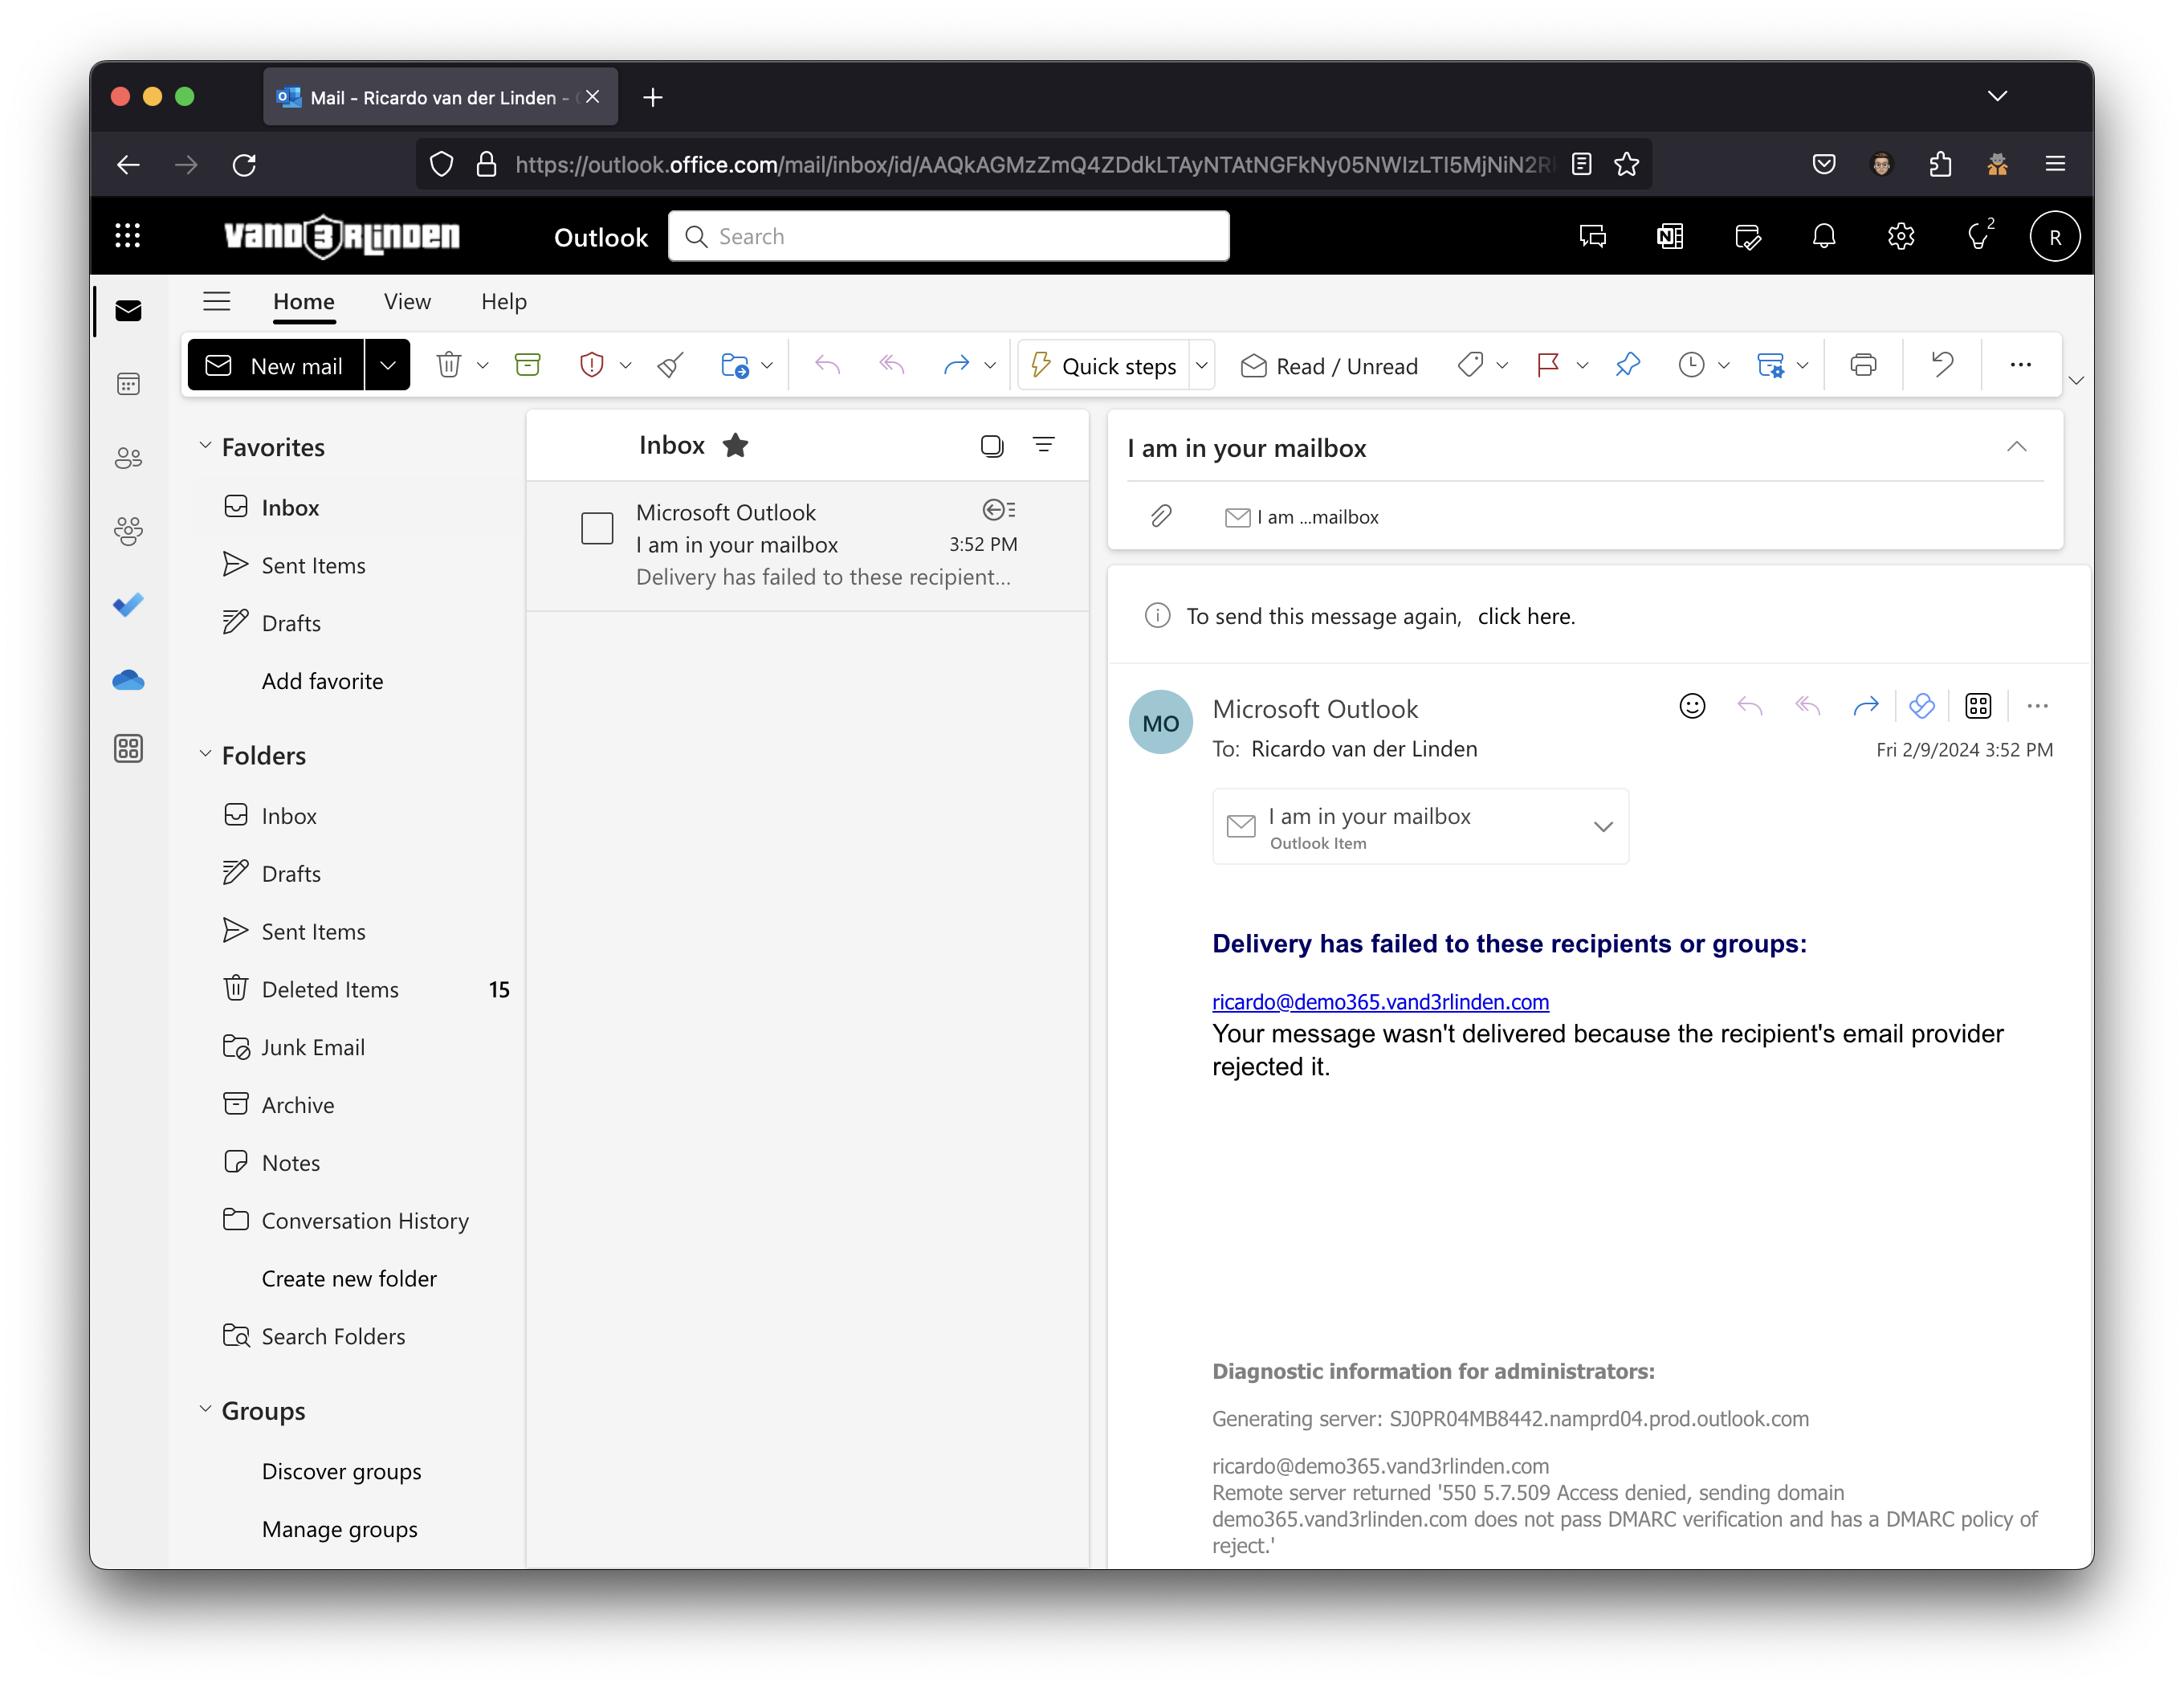 Mail - Ricardo van der Linden -
https://outlook.office.com/mail/inbox/id/AAQkAGMzZmQ4ZDdkLTAyNTAtNGFkNy05NWIzLTI5MjNiN2R
VAND3RLINDEN
Outlook
Search
2
R
Home
View
Help
New mail
Quick steps
Read / Unread
Favorites
Inbox
Sent Items
Drafts
Add favorite
Folders
Inbox
Drafts
Sent Items
Deleted Items 15
Junk Email
Archive
Notes
Conversation History
Create new folder
Search Folders
Groups
Discover groups
Manage groups
Inbox
Microsoft Outlook
I am in your mailbox 3:52 PM
Delivery has failed to these recipient...
I am in your mailbox
I am ...mailbox
To send this message again, click here.
MO
Microsoft Outlook
To: Ricardo van der Linden
Fri 2/9/2024 3:52 PM
I am in your mailbox
Outlook Item
Delivery has failed to these recipients or groups:
ricardo@demo365.vand3rlinden.com
Your message wasn't delivered because the recipient's email provider
rejected it.
Diagnostic information for administrators:
Generating server: SJ0PR04MB8442.namprd04.prod.outlook.com
ricardo@demo365.vand3rlinden.com
Remote server returned '550 5.7.509 Access denied, sending domain
demo365.vand3rlinden.com does not pass DMARC verification and has a DMARC policy of
reject.'